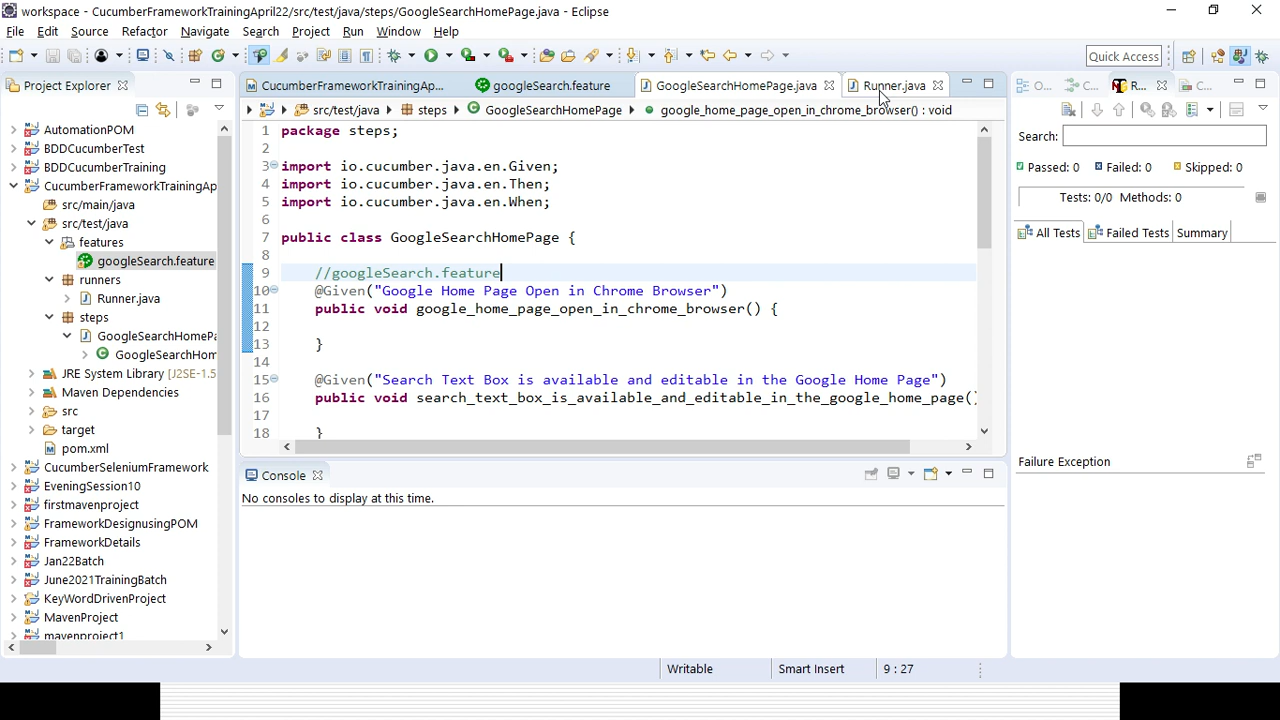 workspace - CucumberFrameworkTrainingApril22/src/test/java/steps/GoogleSearchHomePage.java - Eclipse
File Edit Source Refactor Navigate Search Project Run Window Help
Quick Access
Project Explorer
AutomationPOM
BDDCucumberTest
BDDCucumberTraining
CucumberFrameworkTrainingAp
src/main/java
src/test/java
features
googleSearch.feature
runners
Runner.java
steps
GoogleSearchHomePa
GoogleSearchHom
JRE System Library [J2SE-1.5
Maven Dependencies
src
target
pom.xml
CucumberSeleniumFramework
EveningSession10
firstmavenproject
FrameworkDesignusingPOM
FrameworkDetails
Jan22Batch
June2021TrainingBatch
KeyWordDrivenProject
MavenProject
mavenproject1
CucumberFrameworkTrainingAp... googleSearch.feature GoogleSearchHomePage.java Runner.java
src/test/java steps GoogleSearchHomePage google_home_page_open_in_chrome_browser() : void
1 package steps;
2
3 import io.cucumber.java.en.Given;
4 import io.cucumber.java.en.Then;
5 import io.cucumber.java.en.When;
6
7 public class GoogleSearchHomePage {
8
9 //googleSearch.feature
10 @Given("Google Home Page Open in Chrome Browser")
11 public void google_home_page_open_in_chrome_browser() {
12
13 }
14
15 @Given("Search Text Box is available and editable in the Google Home Page")
16 public void search_text_box_is_available_and_editable_in_the_google_home_page()
17
18 }
Console
No consoles to display at this time.
O... C... R... C...
Search:
Passed: 0 Failed: 0 Skipped: 0
Tests: 0/0 Methods: 0
All Tests Failed Tests Summary
Failure Exception
Writable Smart Insert 9 : 27